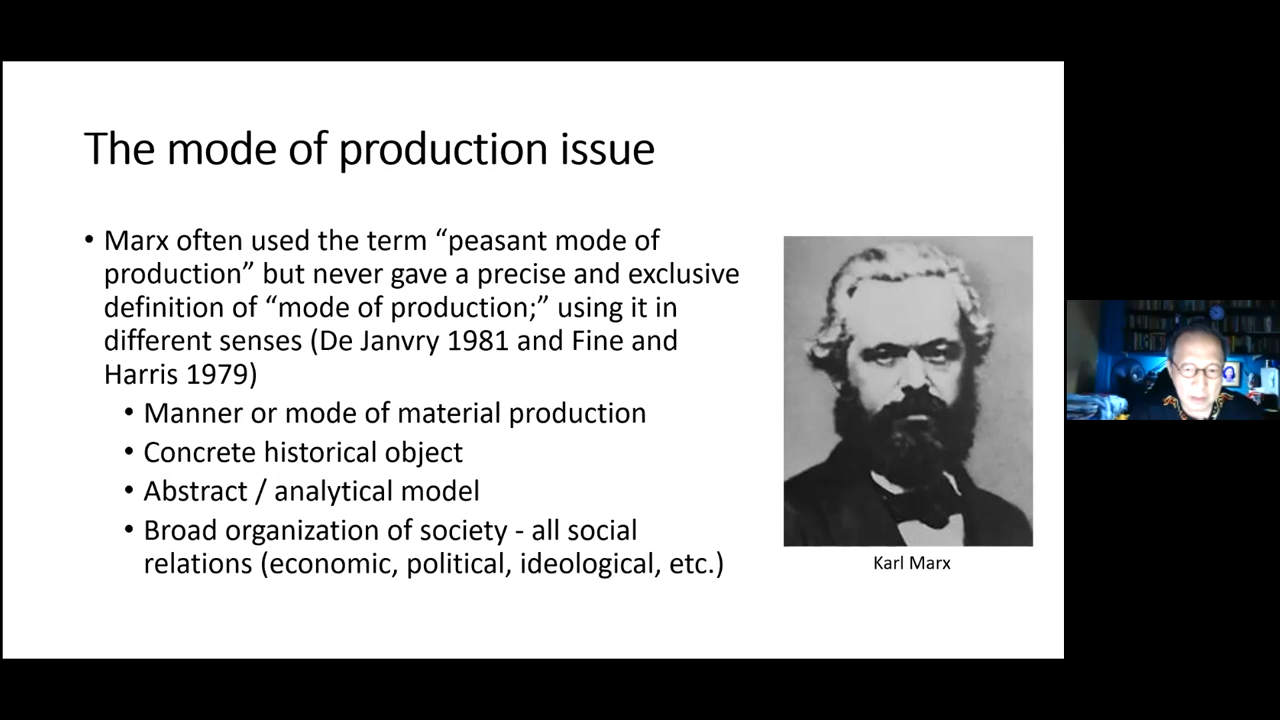 The mode of production issue
• Marx often used the term “peasant mode of
production” but never gave a precise and exclusive
definition of “mode of production;” using it in
different senses (De Janvry 1981 and Fine and
Harris 1979)
• Manner or mode of material production
• Concrete historical object
• Abstract / analytical model
• Broad organization of society - all social
relations (economic, political, ideological, etc.)
Karl Marx